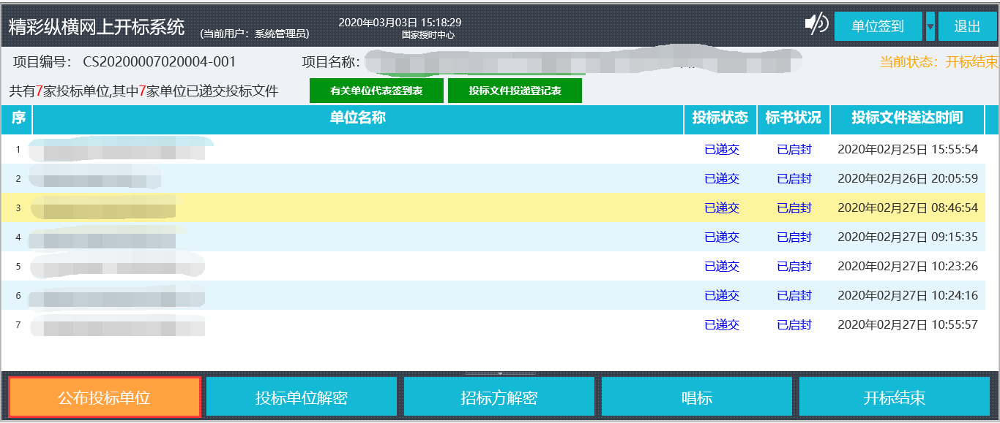 精彩纵横网上开标系统 (当前用户：系统管理员) 2020年03月03日 15:18:29 单位签到 退出
国家授时中心
项目编号： CS20200007020004-001 项目名称： 当前状态：开标结束
共有7家投标单位,其中7家单位已递交投标文件 有关单位代表签到表 投标文件投递登记表
序 单位名称 投标状态 标书状况 投标文件送达时间
1 已递交 已启封 2020年02月25日 15:55:54
2 已递交 已启封 2020年02月26日 20:05:59
3 已递交 已启封 2020年02月27日 08:46:54
4 已递交 已启封 2020年02月27日 09:15:35
5 已递交 已启封 2020年02月27日 10:23:26
6 已递交 已启封 2020年02月27日 10:24:16
7 已递交 已启封 2020年02月27日 10:55:57
公布投标单位 投标单位解密 招标方解密 唱标 开标结束